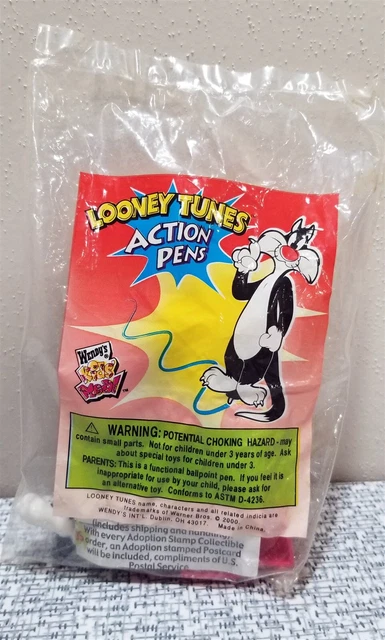 LOONEY TUNES
ACTION
PENS
WENDY'S
Kids
Meal
™
WARNING: POTENTIAL CHOKING HAZARD - may
contain small parts. Not for children under 3 years of age. Ask
about special toys for children under 3.
PARENTS: This is a functional ballpoint pen. If you feel it is
inappropriate for use by your child, please ask for
an alternative toy. Conforms to ASTM D-4236.
LOONEY TUNES name, characters and all related indicia are
trademarks of Warner Bros. © 2000.
WENDY'S INT'L. Dublin, OH 43017. Made in China.
(includes shipping and handling)
with every Adoption Stamp Collectible
order, an Adoption stamped Postcard
will be included, compliments of U.S.
Postal Service